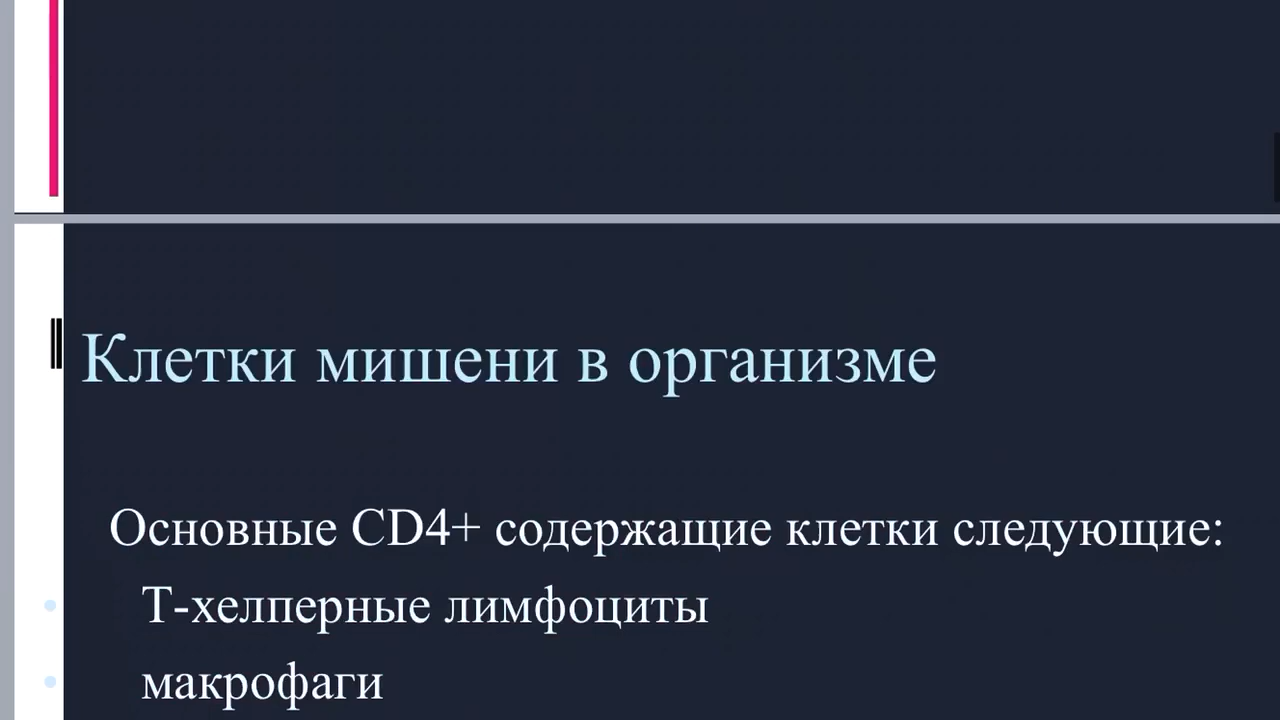 Клетки мишени в организме
Основные CD4+ содержащие клетки следующие:
Т-хелперные лимфоциты
макрофаги